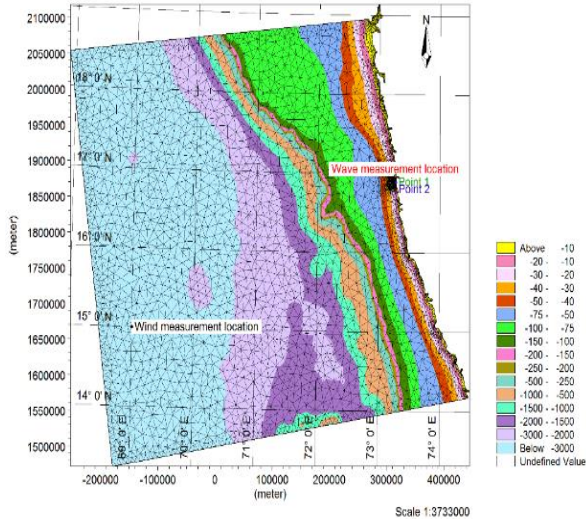 2100000
2050000
2000000
1950000
1900000
1850000
1800000
1750000
1700000
1650000
1600000
1550000
1500000
(meter)
18° 0' N
17° 0' N
16° 0' N
15° 0' N
14° 0' N
N
Wave measurement location
Point 1
Point 2
Wind measurement location
69° 0' E
70° 0' E
71° 0' E
72° 0' E
73° 0' E
74° 0' E
-200000 -100000 0 100000 200000 300000 400000
(meter)
Above -10
-20 - -10
-30 - -20
-40 - -30
-50 - -40
-75 - -50
-100 - -75
-150 - -100
-200 - -150
-250 - -200
-500 - -250
-1000 - -500
-1500 - -1000
-2000 - -1500
-3000 - -2000
Below -3000
Undefined Value
Scale 1:3733000